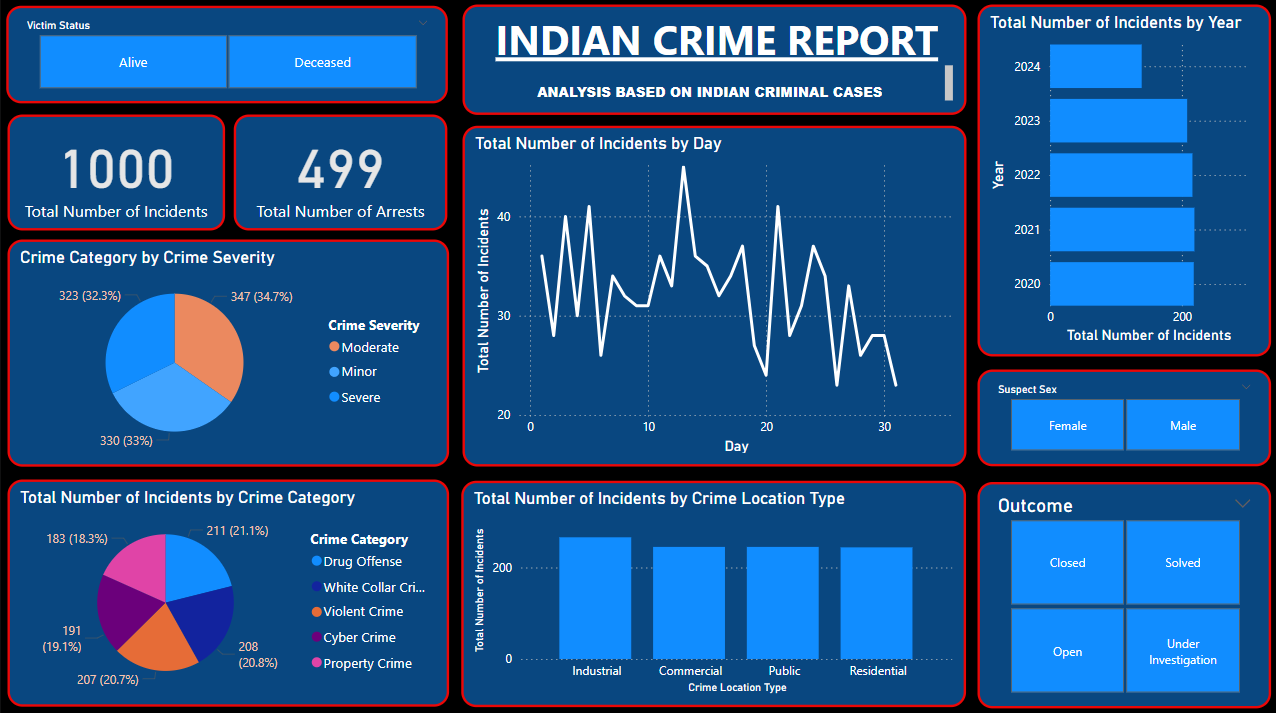 Victim Status
Alive
Deceased
INDIAN CRIME REPORT
ANALYSIS BASED ON INDIAN CRIMINAL CASES
1000
Total Number of Incidents
499
Total Number of Arrests
Crime Category by Crime Severity
323 (32.3%)
347 (34.7%)
330 (33%)
Crime Severity
Moderate
Minor
Severe
Total Number of Incidents by Crime Category
183 (18.3%)
211 (21.1%)
191
(19.1%)
208
(20.8%)
207 (20.7%)
Crime Category
Drug Offense
White Collar Cri...
Violent Crime
Cyber Crime
Property Crime
Total Number of Incidents by Day
Total Number of Incidents
40
30
20
0
10
20
30
Day
Total Number of Incidents by Crime Location Type
Total Number of Incidents
200
0
Industrial
Commercial
Public
Residential
Crime Location Type
Total Number of Incidents by Year
Year
2024
2023
2022
2021
2020
0
200
Total Number of Incidents
Suspect Sex
Female
Male
Outcome
Closed
Solved
Open
Under
Investigation